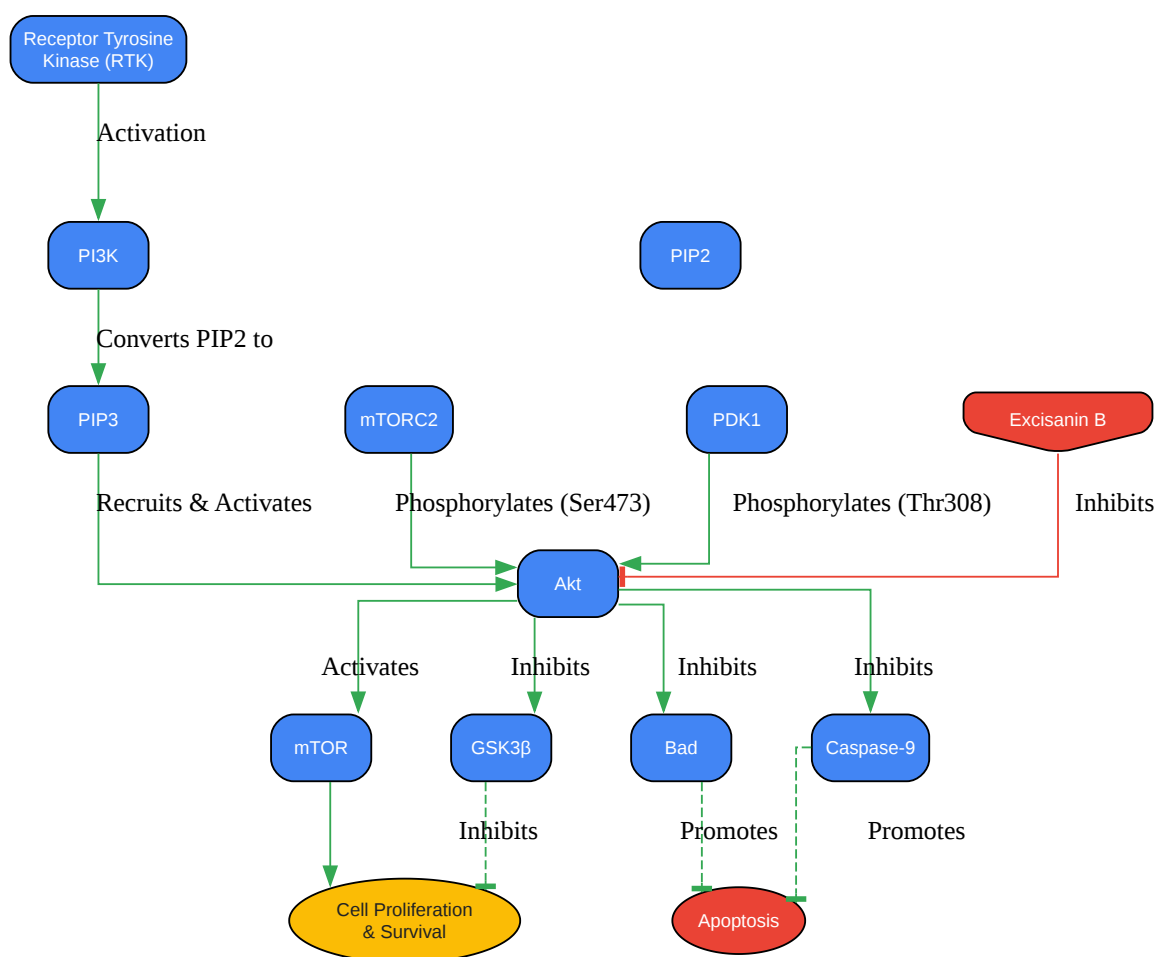 Receptor Tyrosine
Kinase (RTK)
Activation
PI3K
PIP2
Converts PIP2 to
PIP3
mTORC2
PDK1
Excisanin B
Recruits & Activates
Phosphorylates (Ser473)
Phosphorylates (Thr308)
Inhibits
Akt
Activates
Inhibits
Inhibits
Inhibits
mTOR
GSK3β
Bad
Caspase-9
Inhibits
Promotes
Promotes
Cell Proliferation
& Survival
Apoptosis